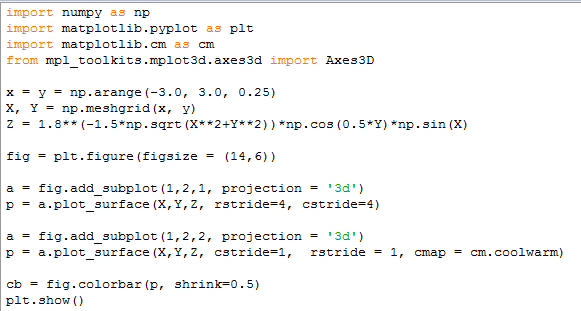 import numpy as np
import matplotlib.pyplot as plt
import matplotlib.cm as cm
from mpl_toolkits.mplot3d.axes3d import Axes3D
x = y = np.arange(-3.0, 3.0, 0.25)
X, Y = np.meshgrid(x, y)
Z = 1.8**(-1.5*np.sqrt(X**2+Y**2))*np.cos(0.5*Y)*np.sin(X)
fig = plt.figure(figsize = (14,6))
a = fig.add_subplot(1,2,1, projection = '3d')
p = a.plot_surface(X,Y,Z, rstride=4, cstride=4)
a = fig.add_subplot(1,2,2, projection = '3d')
p = a.plot_surface(X,Y,Z, cstride=1,  rstride = 1, cmap = cm.coolwarm)
cb = fig.colorbar(p, shrink=0.5)
plt.show()